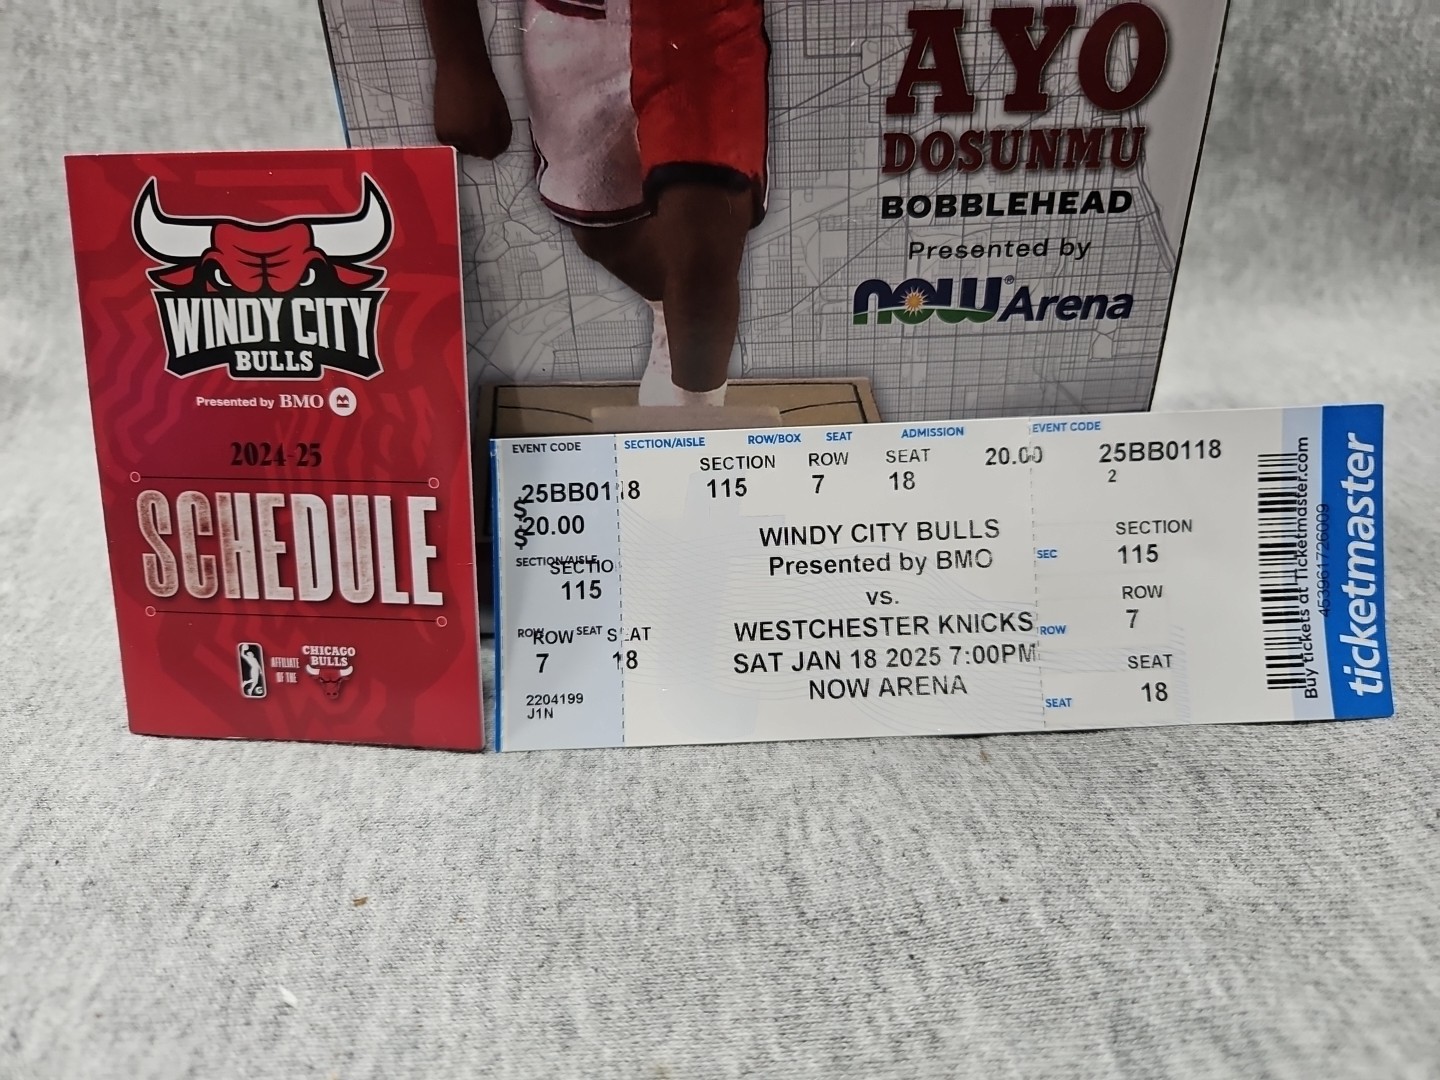 AYO
DOSUNMU
BOBBLEHEAD
Presented by
NOW® Arena
WINDY CITY
BULLS
Presented by BMO
2024-25
SCHEDULE
AFFILIATE
OF THE
CHICAGO
BULLS
G
EVENT CODE
25BB0118
$
20.00
$
SECTION/AISLE
SECTIO
115
ROW SEAT
ROW SEAT
7 18
2204199
J1N
SECTION/AISLE ROW/BOX SEAT ADMISSION
SECTION ROW SEAT 20.00
115 7 18
WINDY CITY BULLS
Presented by BMO
vs.
WESTCHESTER KNICKS
SAT JAN 18 2025 7:00PM
NOW ARENA
EVENT CODE
25BB0118
2
SECTION
SEC 115
ROW
ROW 7
SEAT
SEAT 18
Buy tickets at Ticketmaster.com
453961726009
ticketmaster